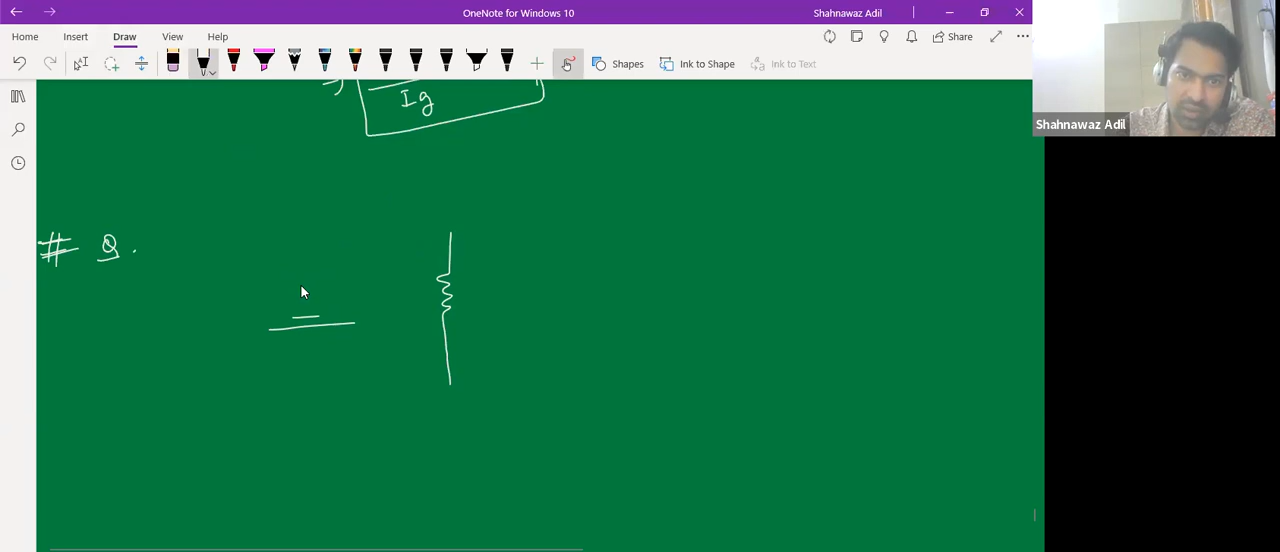 OneNote for Windows 10
Shahnawaz Adil
Home Insert Draw View Help
Share
Shapes Ink to Shape Ink to Text
Ig
Shahnawaz Adil
# Q.